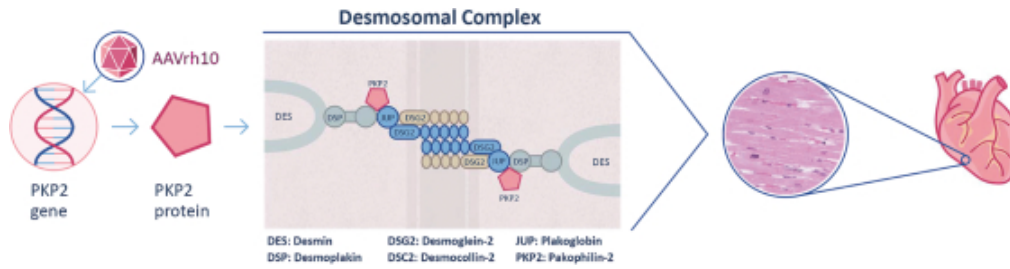 Desmosomal Complex
AAVrh10
PKP2
gene
PKP2
protein
DES
DSP
PKP2
JUP
DSG2
DSG2
DSG2
DSG2
JUP
DSP
PKP2
DES
DES: Desmin
DSG2: Desmoglein-2
JUP: Plakoglobin
DSP: Desmoplakin
DSC2: Desmocollin-2
PKP2: Pakophilin-2